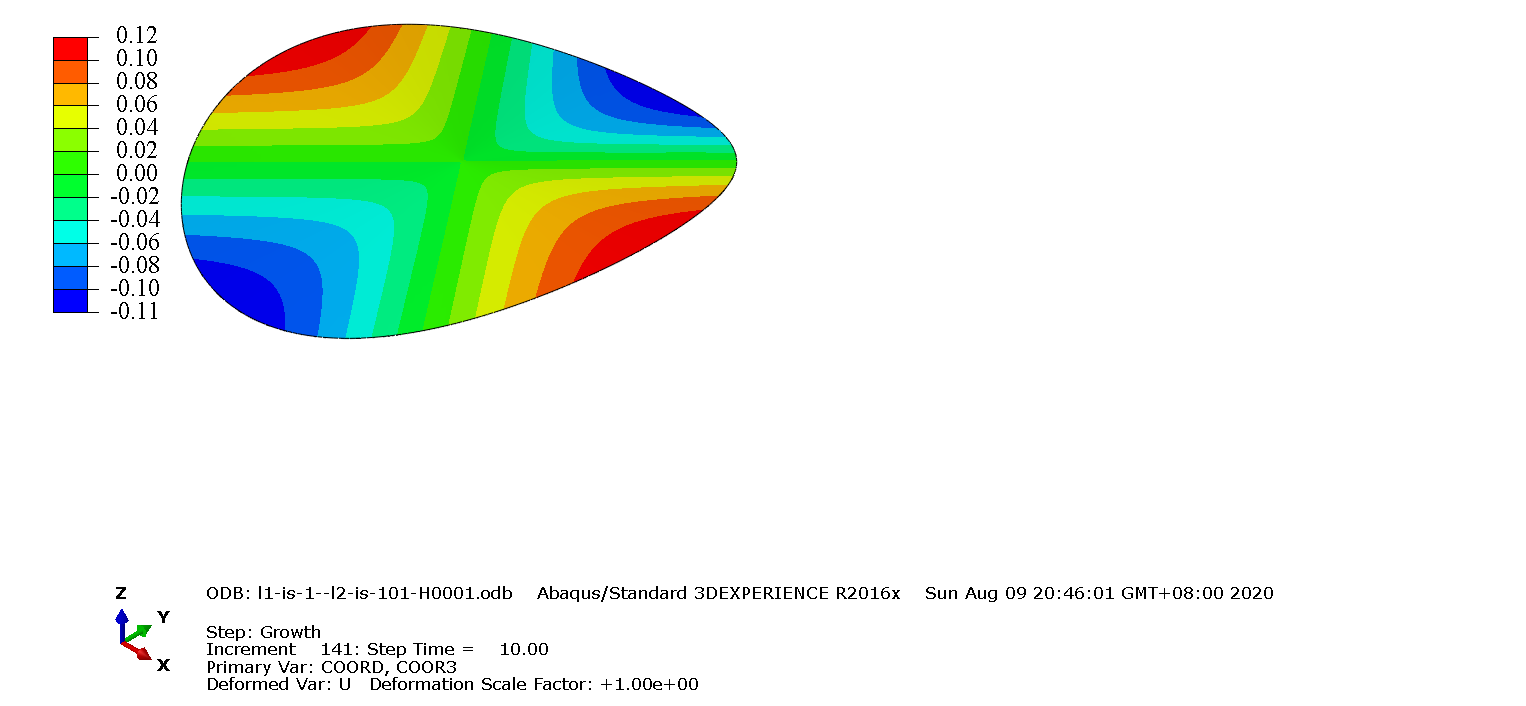 0.12
0.10
0.08
0.06
0.04
0.02
0.00
-0.02
-0.04
-0.06
-0.08
-0.10
-0.11
Z
Y
X
ODB: l1-is-1--l2-is-101-H0001.odb    Abaqus/Standard 3DEXPERIENCE R2016x    Sun Aug 09 20:46:01 GMT+08:00 2020
Step: Growth
Increment    141: Step Time =    10.00
Primary Var: COORD, COOR3
Deformed Var: U   Deformation Scale Factor: +1.00e+00